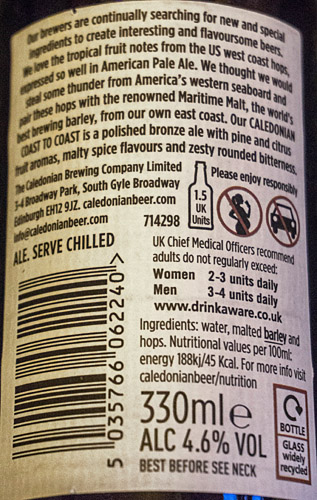 Our brewers are continually searching for new and special
ingredients to create interesting and flavoursome beers.
We love the tropical fruit notes from the US west coast hops,
expressed so well in American Pale Ale. We thought we would
steal some thunder from America's western seaboard and
pair these hops with the renowned Maritime Malt, the world's
best brewing barley, from our own east coast. Our CALEDONIAN
COAST TO COAST is a polished bronze ale with pine and citrus
fruit aromas, malty spice flavours and zesty rounded bitterness.
The Caledonian Brewing Company Limited
3-4 Broadway Park, South Gyle Broadway
Edinburgh EH12 9JZ. caledonianbeer.com
info@caledonianbeer.com
714298
ALE. SERVE CHILLED
1.5
UK
Units
Please enjoy responsibly
UK Chief Medical Officers recommend
adults do not regularly exceed:
Women 2-3 units daily
Men 3-4 units daily
www.drinkaware.co.uk
Ingredients: water, malted barley and
hops. Nutritional values per 100ml:
energy 188kj/45 Kcal. For more info visit
caledonianbeer/nutrition
330ml e
ALC 4.6% VOL
BEST BEFORE SEE NECK
BOTTLE
GLASS
widely
recycled
5 035766 062240 >